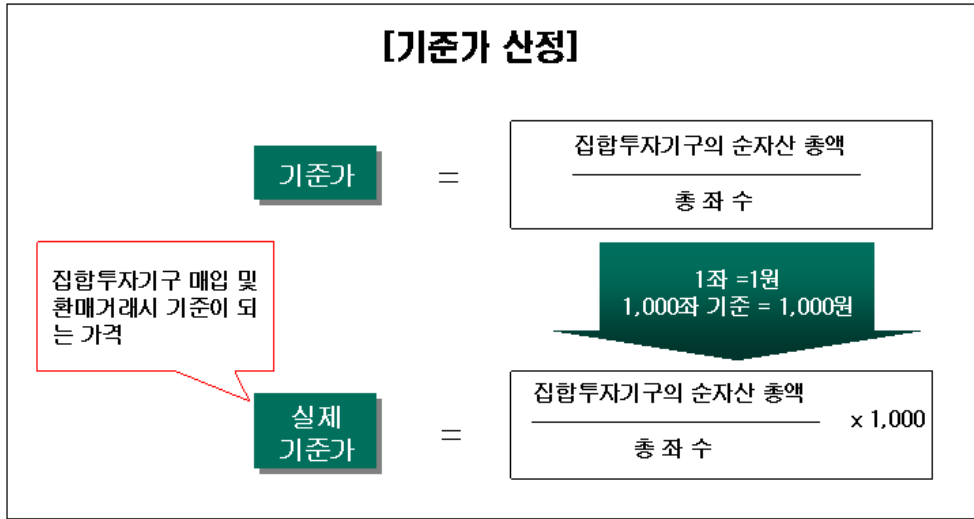 [기준가 산정]
기준가
=
집합투자기구의 순자산 총액
총 좌 수
집합투자기구 매입 및
환매거래시 기준이 되
는 가격
1좌 =1원
1,000좌 기준 = 1,000원
실제
기준가
=
집합투자기구의 순자산 총액
총 좌 수
x 1,000